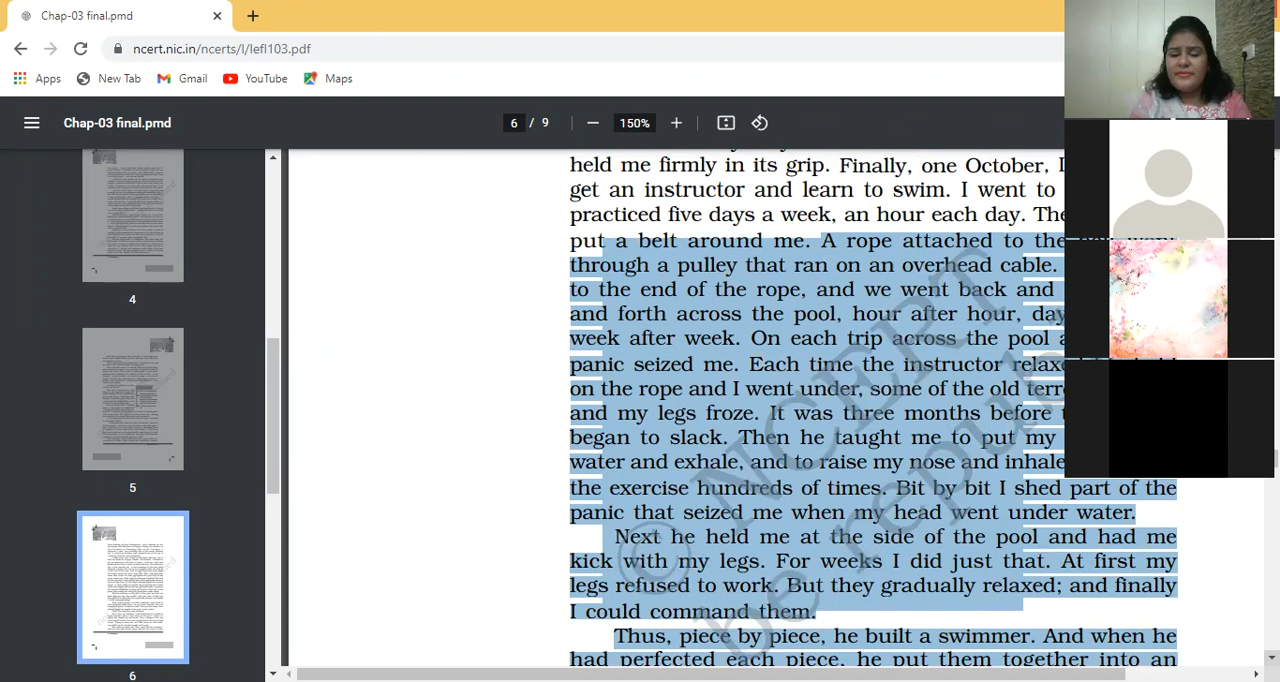 Chap-03 final.pmd
ncert.nic.in/ncerts/l/lefl103.pdf
Apps New Tab Gmail YouTube Maps
Chap-03 final.pmd 6 / 9 150%
4
5
6
held me firmly in its grip. Finally, one October, I
get an instructor and learn to swim. I went to
practiced five days a week, an hour each day. The
put a belt around me. A rope attached to the
through a pulley that ran on an overhead cable.
to the end of the rope, and we went back and
and forth across the pool, hour after hour, day
week after week. On each trip across the pool a
panic seized me. Each time the instructor relaxed
on the rope and I went under, some of the old terr
and my legs froze. It was three months before
began to slack. Then he taught me to put my
water and exhale, and to raise my nose and inhale
the exercise hundreds of times. Bit by bit I shed part of the
panic that seized me when my head went under water.
Next he held me at the side of the pool and had me
kick with my legs. For weeks I did just that. At first my
legs refused to work. But they gradually relaxed; and finally
I could command them.
Thus, piece by piece, he built a swimmer. And when he
had perfected each piece, he put them together into an
© NCERT
be repub